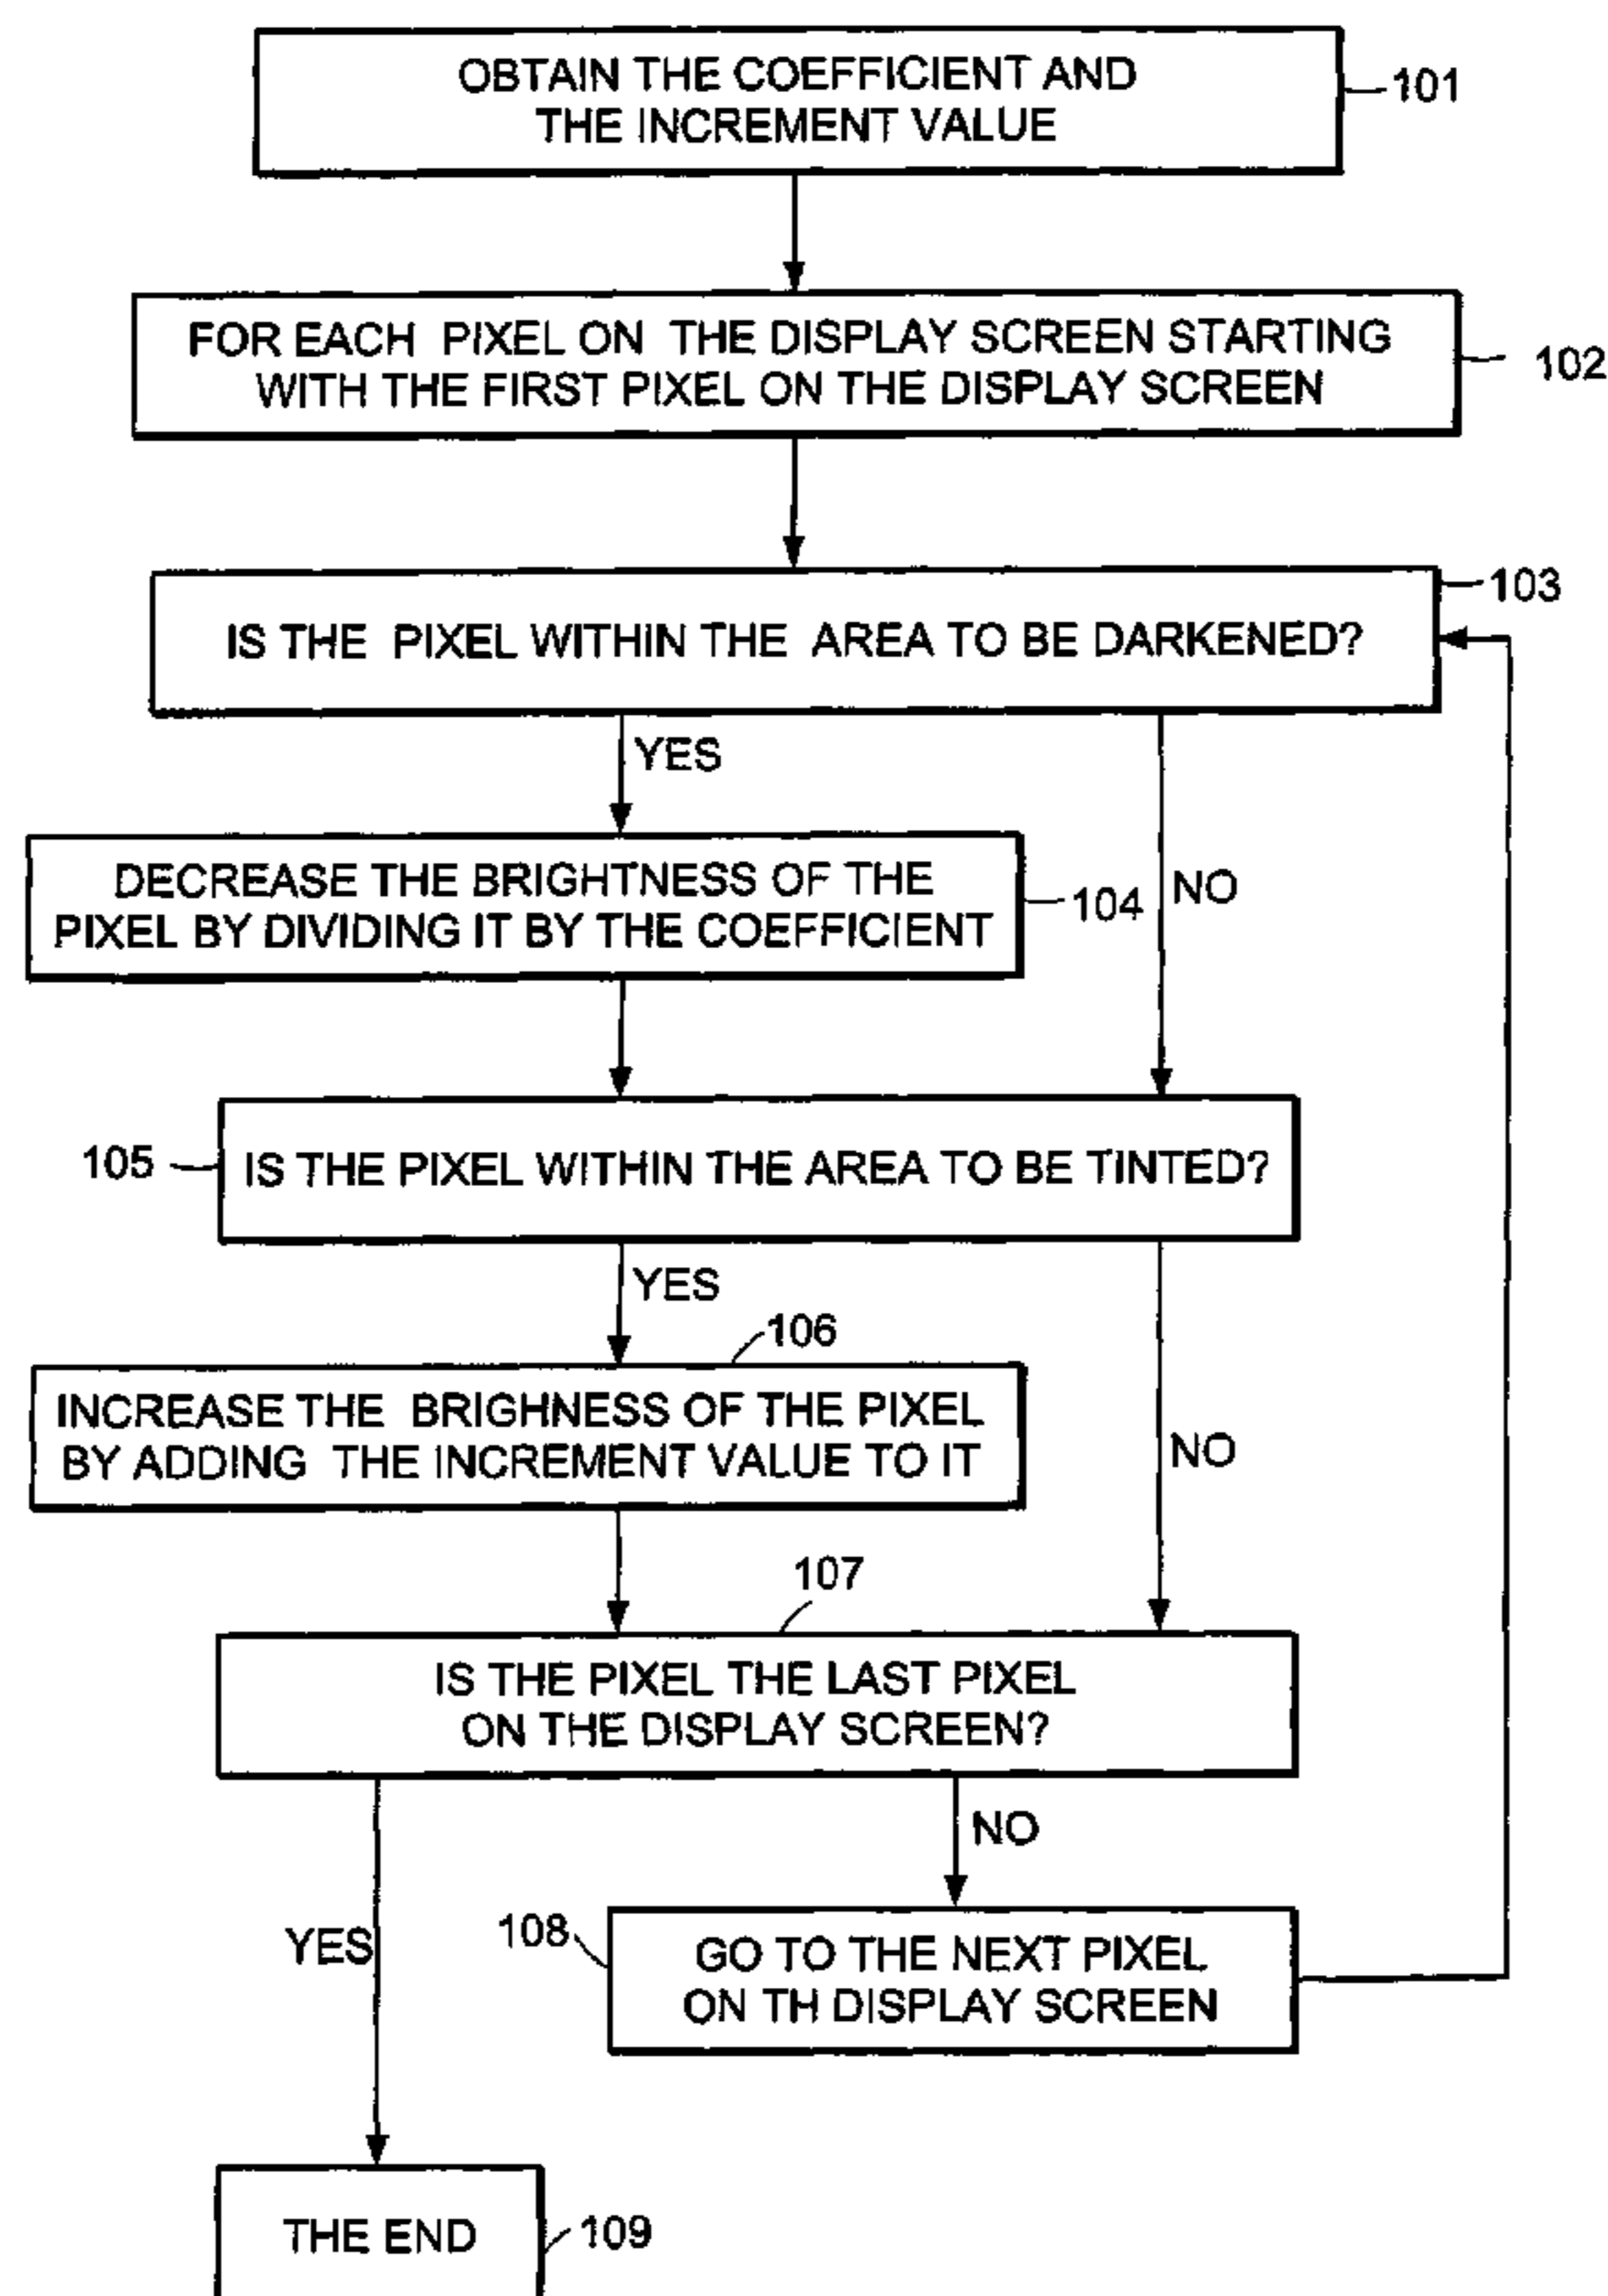 OBTAIN THE COEFFICIENT AND
THE INCREMENT VALUE
101
FOR EACH PIXEL ON THE DISPLAY SCREEN STARTING
WITH THE FIRST PIXEL ON THE DISPLAY SCREEN
102
103
IS THE PIXEL WITHIN THE AREA TO BE DARKENED?
YES
NO
DECREASE THE BRIGHTNESS OF THE
PIXEL BY DIVIDING IT BY THE COEFFICIENT
104
105
IS THE PIXEL WITHIN THE AREA TO BE TINTED?
YES
NO
106
INCREASE THE BRIGHNESS OF THE PIXEL
BY ADDING THE INCREMENT VALUE TO IT
107
IS THE PIXEL THE LAST PIXEL
ON THE DISPLAY SCREEN?
NO
YES
108
GO TO THE NEXT PIXEL
ON TH DISPLAY SCREEN
THE END
109